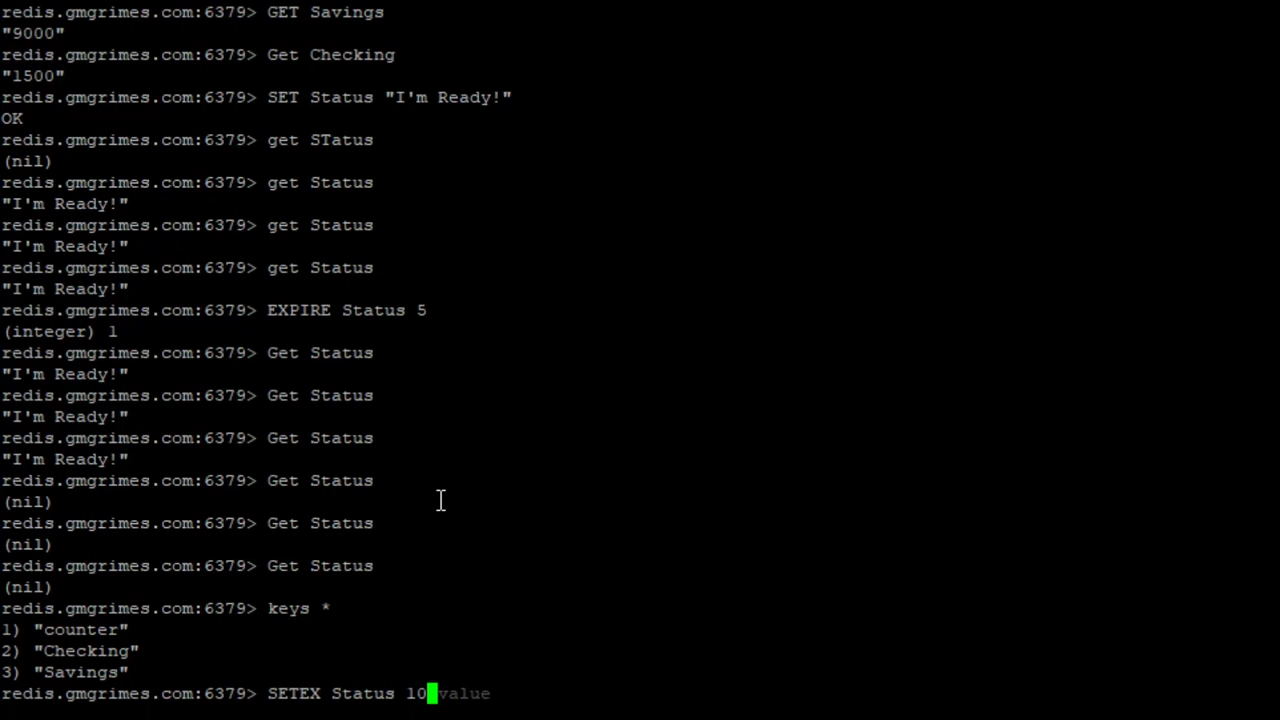 redis.gmgrimes.com:6379> GET Savings
"9000"
redis.gmgrimes.com:6379> Get Checking
"1500"
redis.gmgrimes.com:6379> SET Status "I'm Ready!"
OK
redis.gmgrimes.com:6379> get STatus
(nil)
redis.gmgrimes.com:6379> get Status
"I'm Ready!"
redis.gmgrimes.com:6379> get Status
"I'm Ready!"
redis.gmgrimes.com:6379> get Status
"I'm Ready!"
redis.gmgrimes.com:6379> EXPIRE Status 5
(integer) 1
redis.gmgrimes.com:6379> Get Status
"I'm Ready!"
redis.gmgrimes.com:6379> Get Status
"I'm Ready!"
redis.gmgrimes.com:6379> Get Status
"I'm Ready!"
redis.gmgrimes.com:6379> Get Status
(nil)
redis.gmgrimes.com:6379> Get Status
(nil)
redis.gmgrimes.com:6379> Get Status
(nil)
redis.gmgrimes.com:6379> keys *
1) "counter"
2) "Checking"
3) "Savings"
redis.gmgrimes.com:6379> SETEX Status 10 value